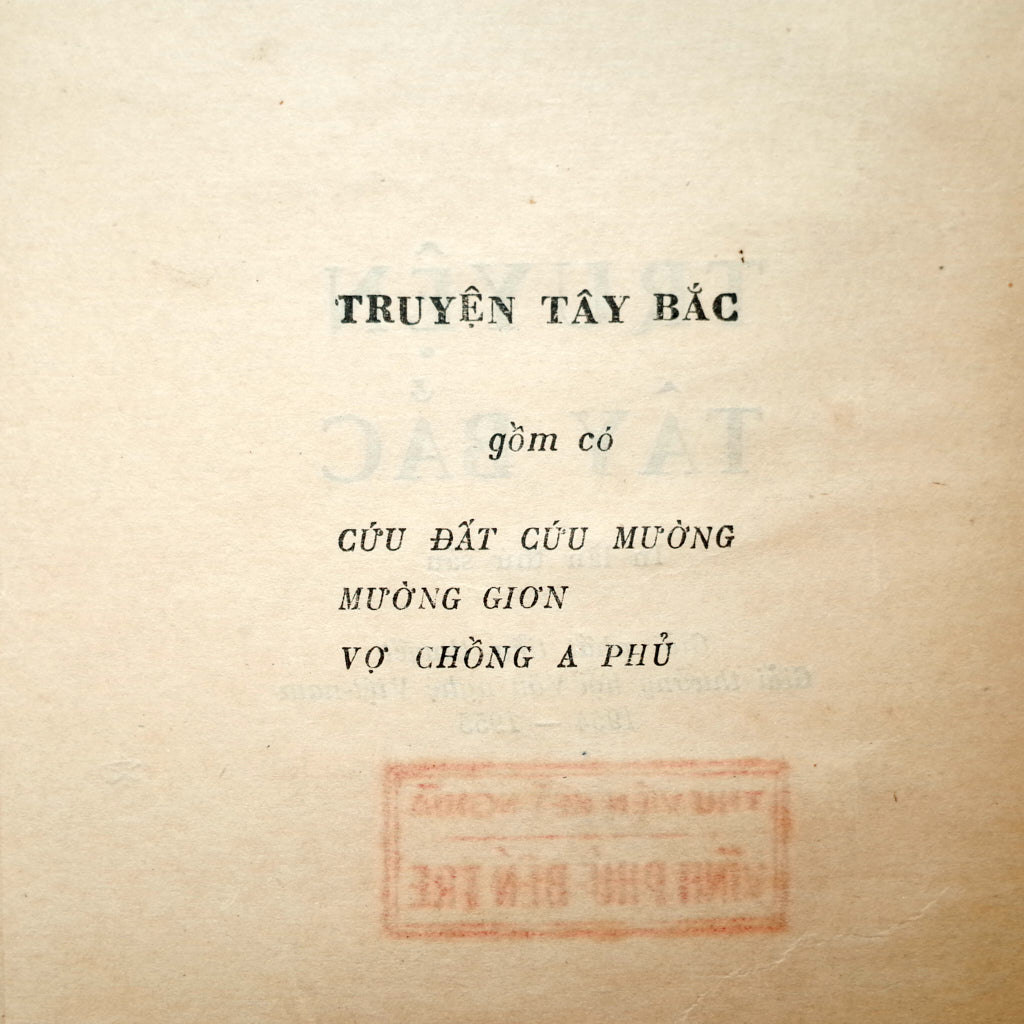 TRUYỆN TÂY BẮC
gồm có
CỨU ĐẤT CỨU MƯỜNG
MƯỜNG GIƠN
VỢ CHỒNG A PHỦ